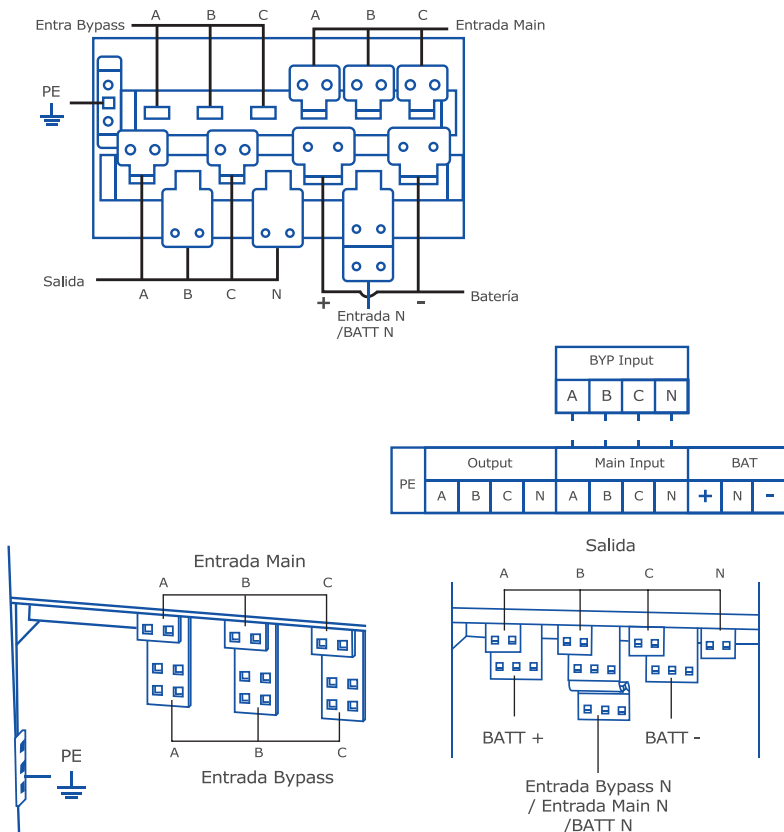 Entra Bypass A B C A B C Entrada Main
PE
Salida A B C N + - Batería
Entrada N
/BATT N
BYP Input
A B C N
PE Output Main Input BAT
A B C N A B C N + N -
Entrada Main
A B C
A B C
Entrada Bypass
PE
Salida
A B C N
BATT + BATT -
Entrada Bypass N
/ Entrada Main N
/BATT N